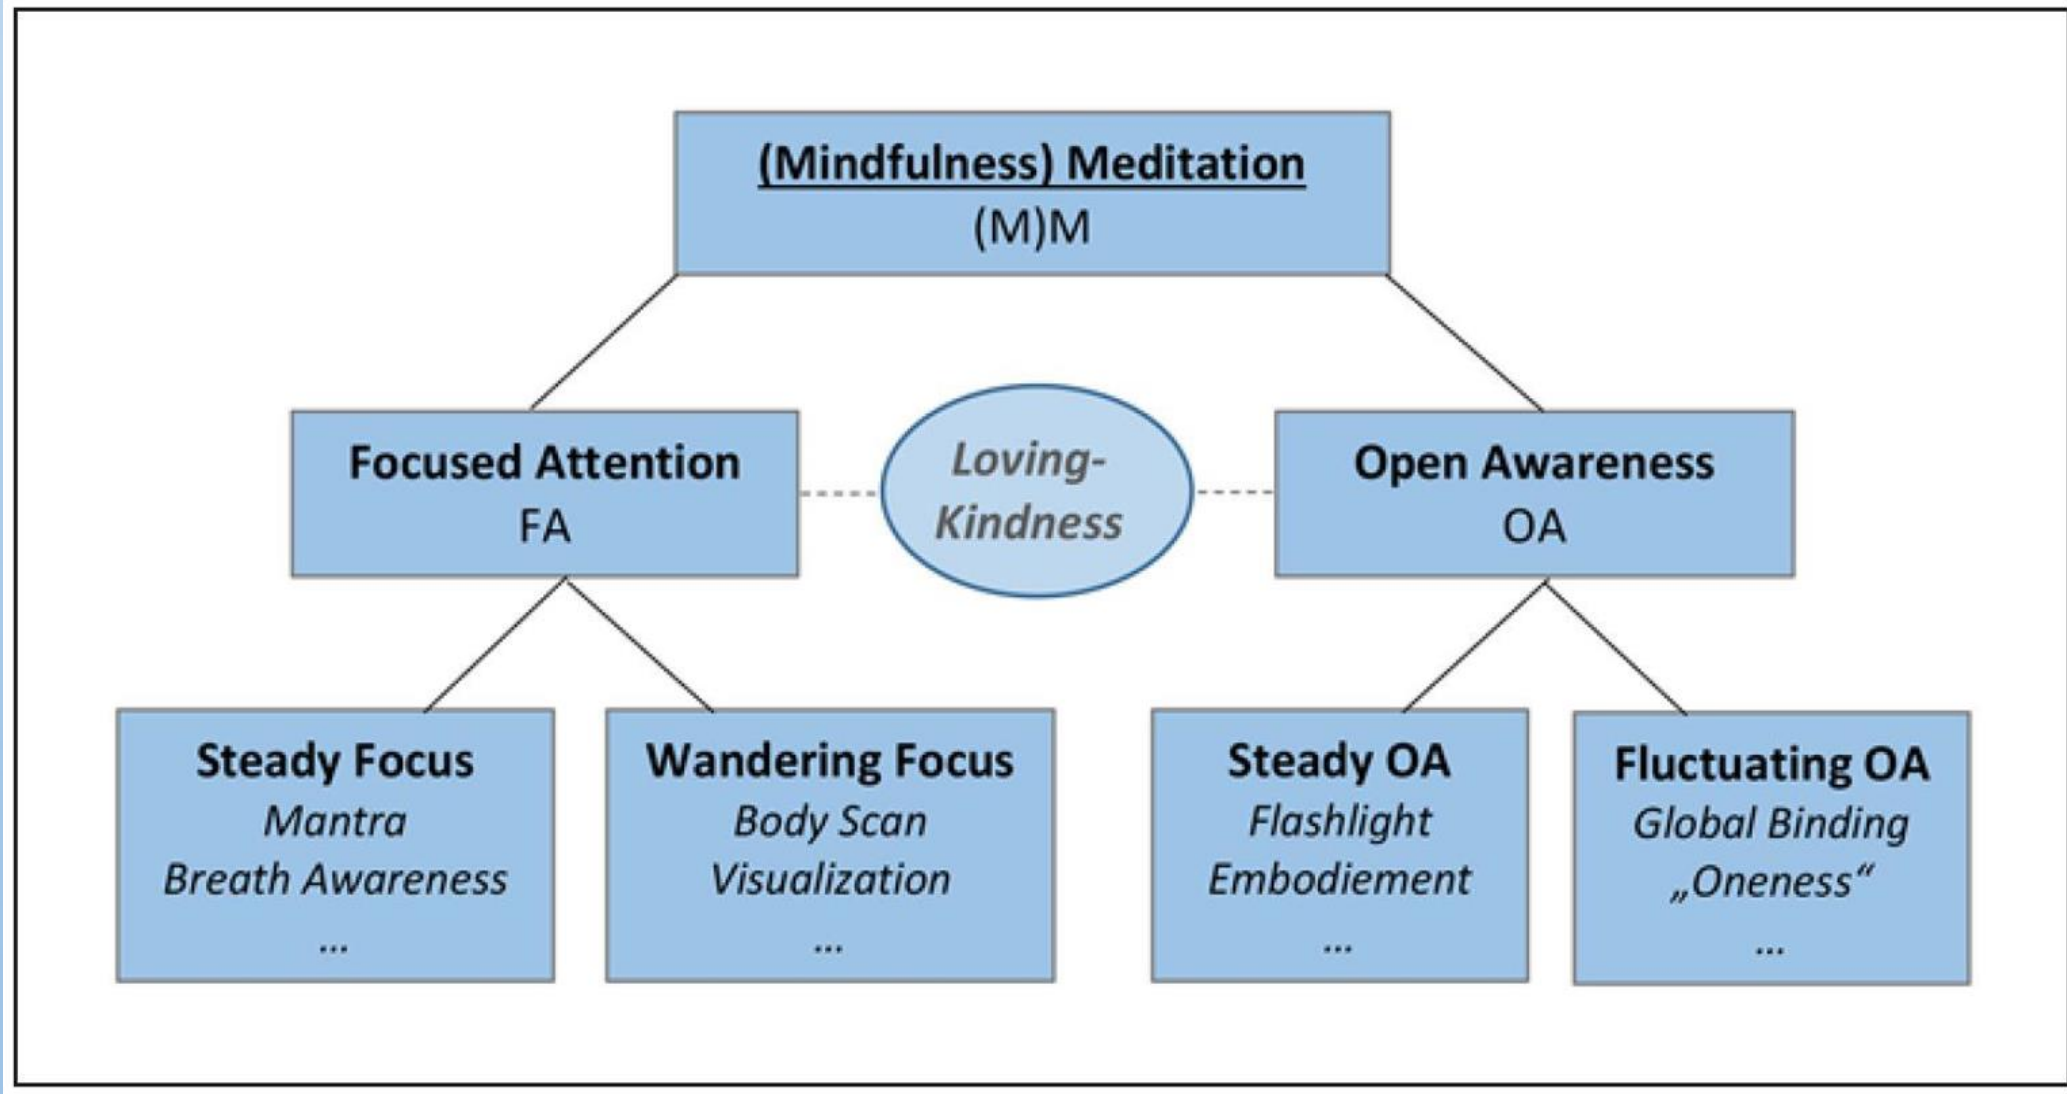 (Mindfulness) Meditation
(M)M
Focused Attention
FA
Loving-
Kindness
Open Awareness
OA
Steady Focus
Mantra
Breath Awareness
...
Wandering Focus
Body Scan
Visualization
...
Steady OA
Flashlight
Embodiement
...
Fluctuating OA
Global Binding
„Oneness“
...